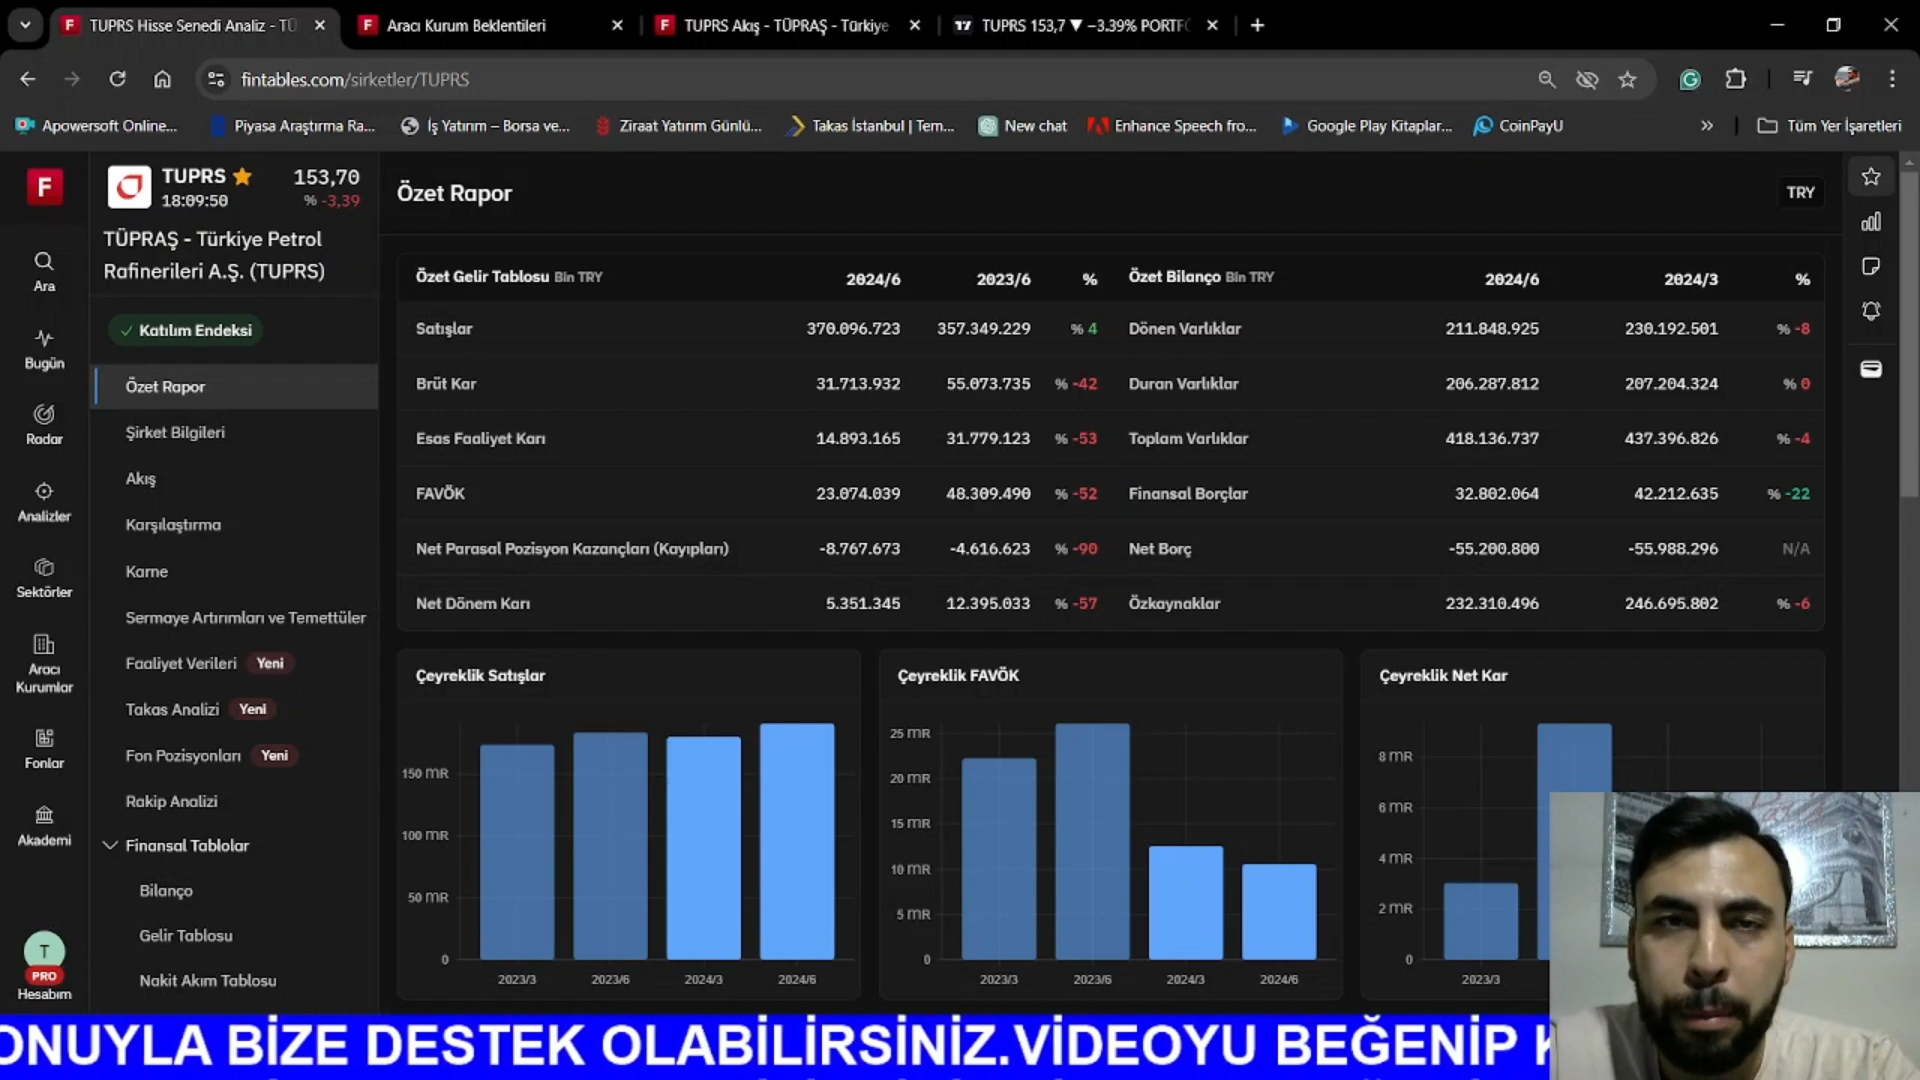 TUPRS Hisse Senedi Analiz - TÜ
Aracı Kurum Beklentileri
TUPRS Akış - TÜPRAŞ - Türkiye
TUPRS 153,7 ▼ −3.39% PORTFÖ
fintables.com/sirketler/TUPRS
Apowersoft Online...
Piyasa Araştırma Ra...
İş Yatırım – Borsa ve...
Ziraat Yatırım Günlü...
Takas İstanbul | Tem...
New chat
Enhance Speech fro...
Google Play Kitaplar...
CoinPayU
Tüm Yer İşaretleri
F
Ara
Bugün
Radar
Analizler
Sektörler
Aracı
Kurumlar
Fonlar
Akademi
T
PRO
Hesabım
TUPRS 153,70
18:09:50 % -3,39
TÜPRAŞ - Türkiye Petrol
Rafinerileri A.Ş. (TUPRS)
Katılım Endeksi
Özet Rapor
Şirket Bilgileri
Akış
Karşılaştırma
Karne
Sermaye Artırımları ve Temettüler
Faaliyet Verileri Yeni
Takas Analizi Yeni
Fon Pozisyonları Yeni
Rakip Analizi
Finansal Tablolar
Bilanço
Gelir Tablosu
Nakit Akım Tablosu
Özet Rapor TRY
Özet Gelir Tablosu Bin TRY 2024/6 2023/6 %
Satışlar 370.096.723 357.349.229 % 4
Brüt Kar 31.713.932 55.073.735 % -42
Esas Faaliyet Karı 14.893.165 31.779.123 % -53
FAVÖK 23.074.039 48.309.490 % -52
Net Parasal Pozisyon Kazançları (Kayıpları) -8.767.673 -4.616.623 % -90
Net Dönem Karı 5.351.345 12.395.033 % -57
Özet Bilanço Bin TRY 2024/6 2024/3 %
Dönen Varlıklar 211.848.925 230.192.501 % -8
Duran Varlıklar 206.287.812 207.204.324 % 0
Toplam Varlıklar 418.136.737 437.396.826 % -4
Finansal Borçlar 32.802.064 42.212.635 % -22
Net Borç -55.200.800 -55.988.296 N/A
Özkaynaklar 232.310.496 246.695.802 % -6
Çeyreklik Satışlar
150 MR
100 MR
50 MR
0
2023/3 2023/6 2024/3 2024/6
Çeyreklik FAVÖK
25 MR
20 MR
15 MR
10 MR
5 MR
0
2023/3 2023/6 2024/3 2024/6
Çeyreklik Net Kar
8 MR
6 MR
4 MR
2 MR
0
2023/3
ONUYLA BİZE DESTEK OLABİLİRSİNİZ.VİDEOYU BEĞENİP K